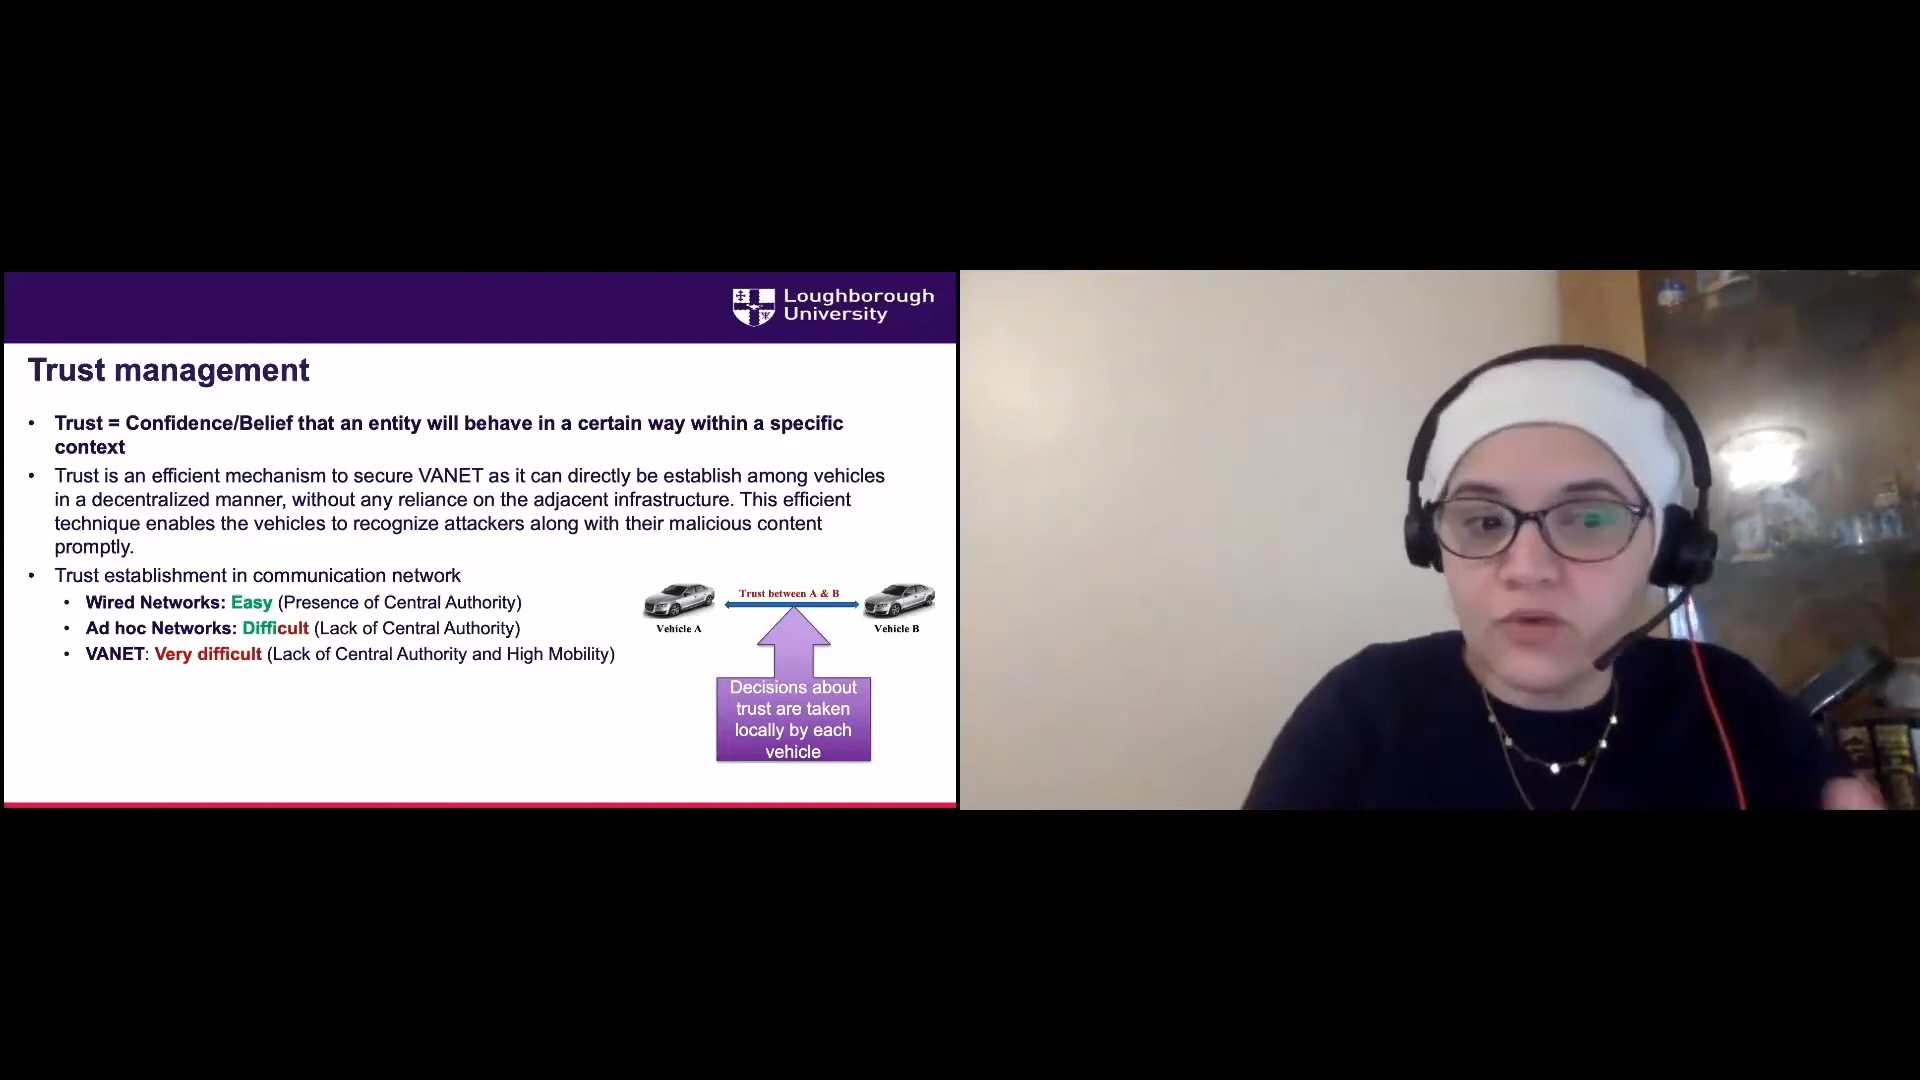 Loughborough
University
Trust management
• Trust = Confidence/Belief that an entity will behave in a certain way within a specific
context
• Trust is an efficient mechanism to secure VANET as it can directly be establish among vehicles
in a decentralized manner, without any reliance on the adjacent infrastructure. This efficient
technique enables the vehicles to recognize attackers along with their malicious content
promptly.
• Trust establishment in communication network
• Wired Networks: Easy (Presence of Central Authority)
• Ad hoc Networks: Difficult (Lack of Central Authority)
• VANET: Very difficult (Lack of Central Authority and High Mobility)
Trust between A & B
Vehicle A
Vehicle B
Decisions about
trust are taken
locally by each
vehicle